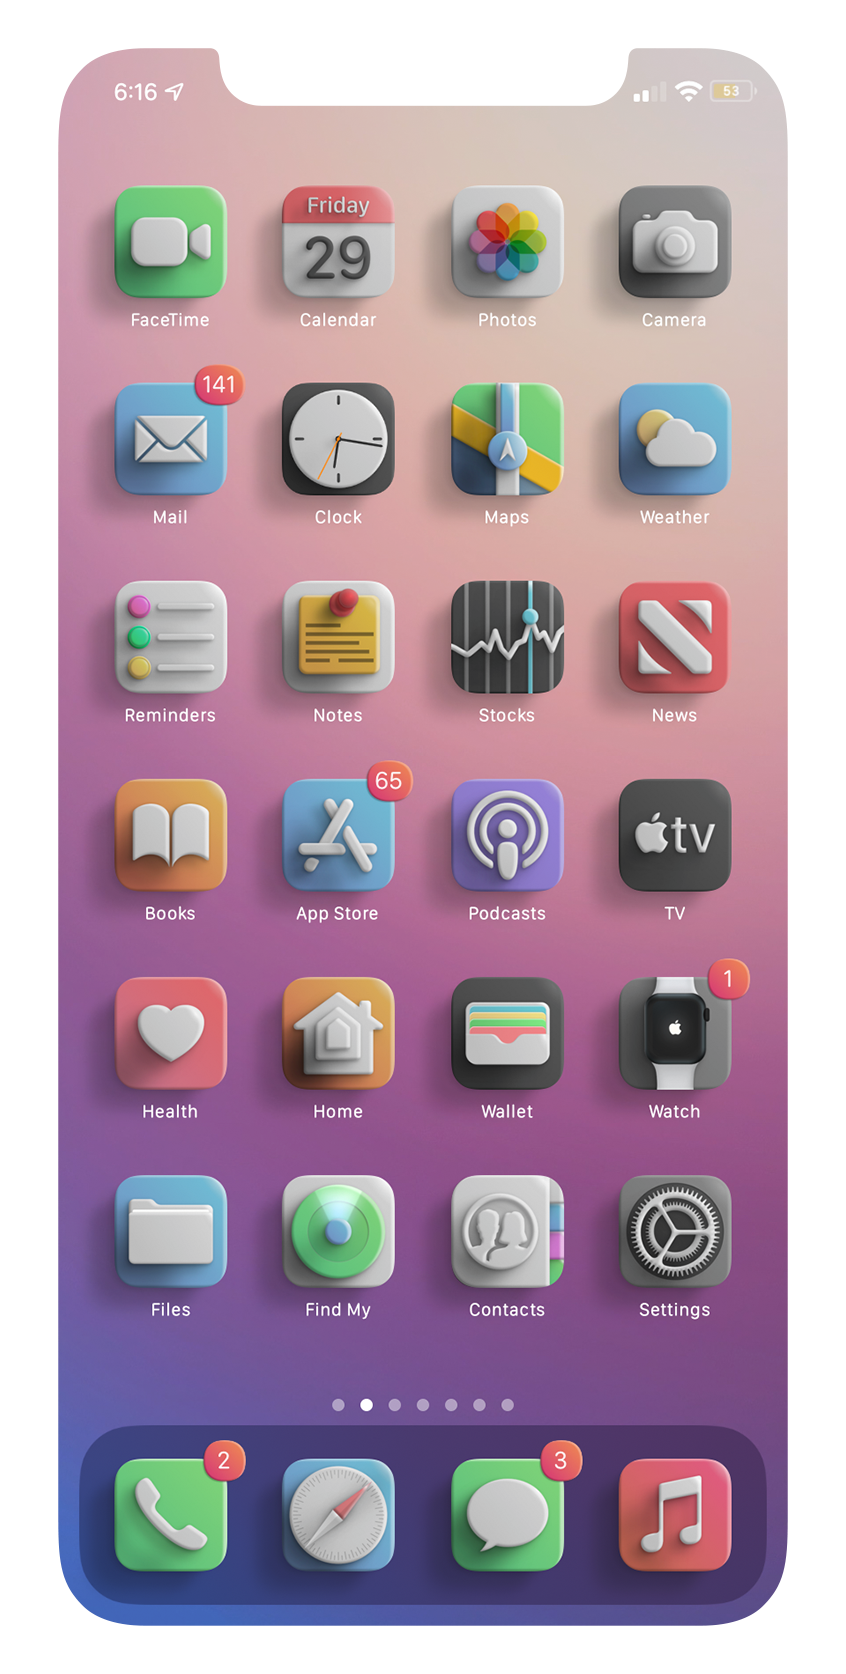 6:16
53
Friday
29
FaceTime
Calendar
Photos
Camera
141
Mail
Clock
Maps
Weather
Reminders
Notes
Stocks
News
65
tv
Books
App Store
Podcasts
TV
1
Health
Home
Wallet
Watch
Files
Find My
Contacts
Settings
2
3